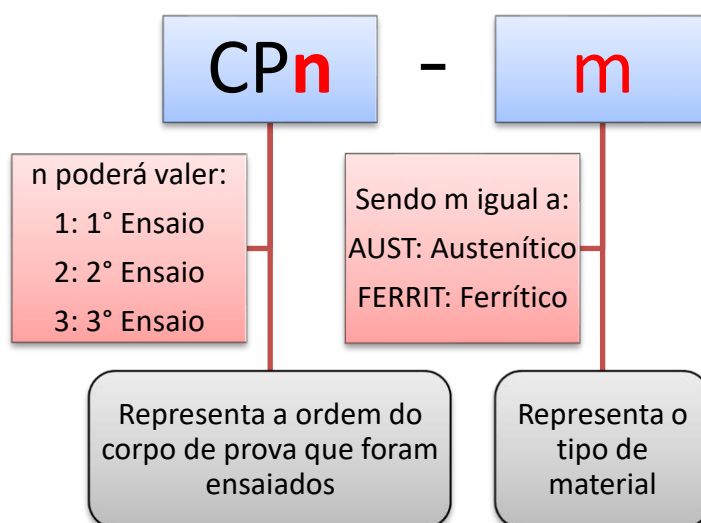 CPn - m
n poderá valer:
1: 1° Ensaio
2: 2° Ensaio
3: 3° Ensaio
Sendo m igual a:
AUST: Austenítico
FERRIT: Ferrítico
Representa a ordem do
corpo de prova que foram
ensaiados
Representa o
tipo de
material